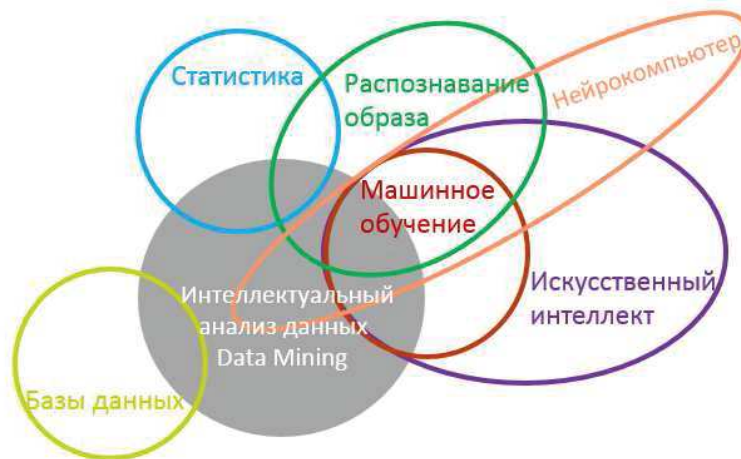 Статистика
Распознавание
образа
Нейрокомпьютер
Машинное
обучение
Искусственный
интеллект
Интеллектуальный
анализ данных
Data Mining
Базы данных